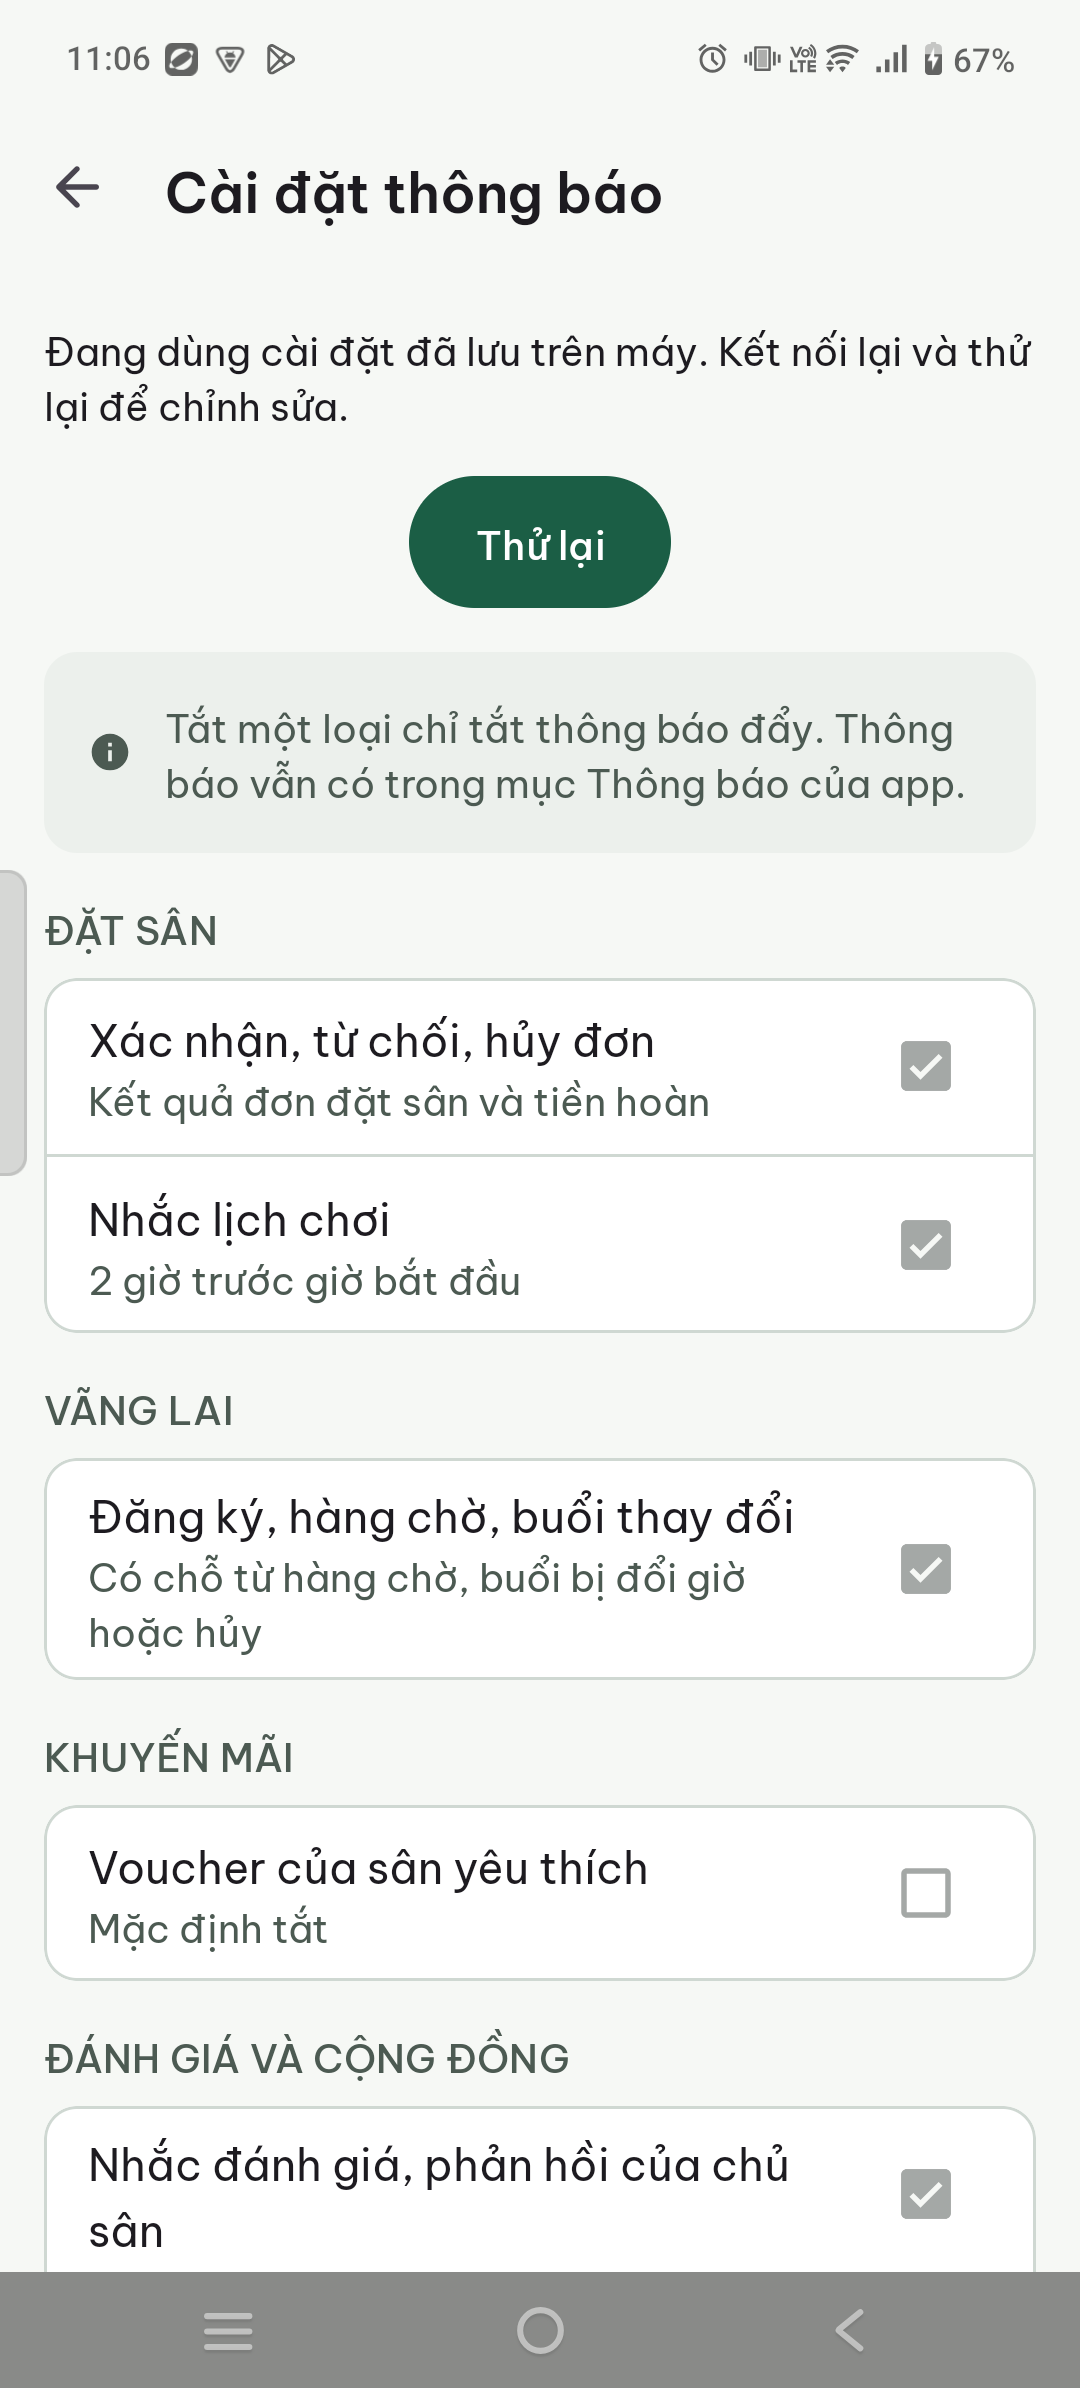 11:06
VoLTE
67%
Cài đặt thông báo
Đang dùng cài đặt đã lưu trên máy. Kết nối lại và thử
lại để chỉnh sửa.
Thử lại
Tắt một loại chỉ tắt thông báo đẩy. Thông
báo vẫn có trong mục Thông báo của app.
ĐẶT SÂN
Xác nhận, từ chối, hủy đơn
Kết quả đơn đặt sân và tiền hoàn
Nhắc lịch chơi
2 giờ trước giờ bắt đầu
VÃNG LAI
Đăng ký, hàng chờ, buổi thay đổi
Có chỗ từ hàng chờ, buổi bị đổi giờ
hoặc hủy
KHUYẾN MÃI
Voucher của sân yêu thích
Mặc định tắt
ĐÁNH GIÁ VÀ CỘNG ĐỒNG
Nhắc đánh giá, phản hồi của chủ
sân